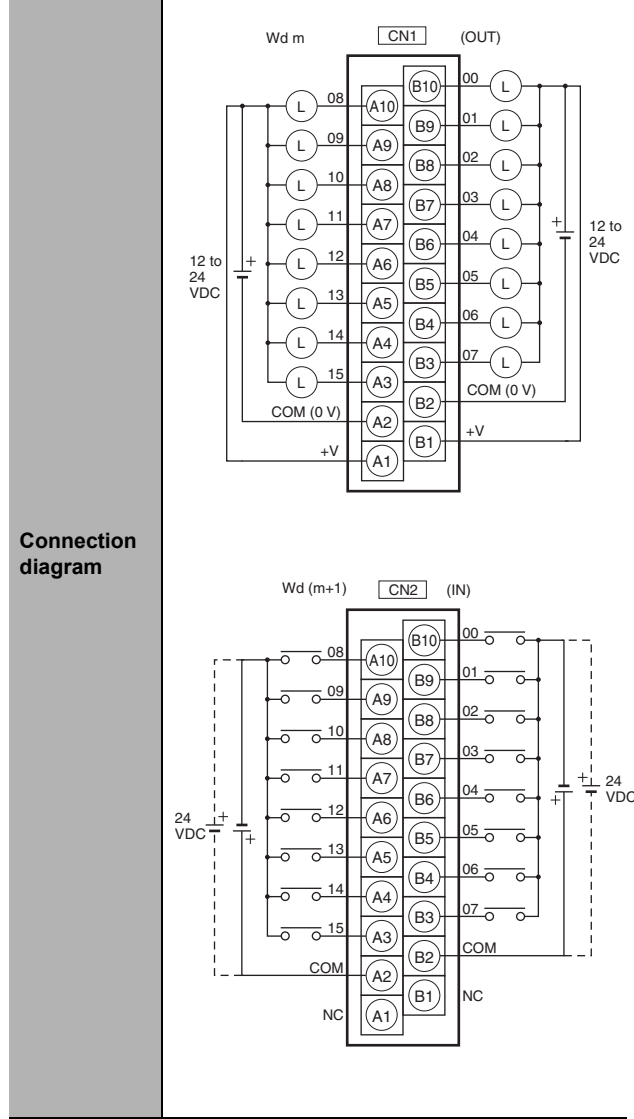 Connection
diagram
Wd m CN1 (OUT)
B10 00 L
L 08 A10
B9 01 L
L 09 A9
B8 02 L
L 10 A8
B7 03 L
L 11 A7
B6 04 L
L 12 A6
B5 05 L
L 13 A5
B4 06 L
L 14 A4
B3 07 L
L 15 A3
B2 COM (0 V)
COM (0 V) A2
B1 +V
+V A1
12 to
24
VDC
+
+
12 to
24
VDC
Wd (m+1) CN2 (IN)
B10 00
08 A10
B9 01
09 A9
B8 02
10 A8
B7 03
11 A7
B6 04
12 A6
B5 05
13 A5
B4 06
14 A4
B3 07
15 A3
B2 COM
COM A2
B1 NC
NC A1
24
VDC
+
+
+
+
24
VDC